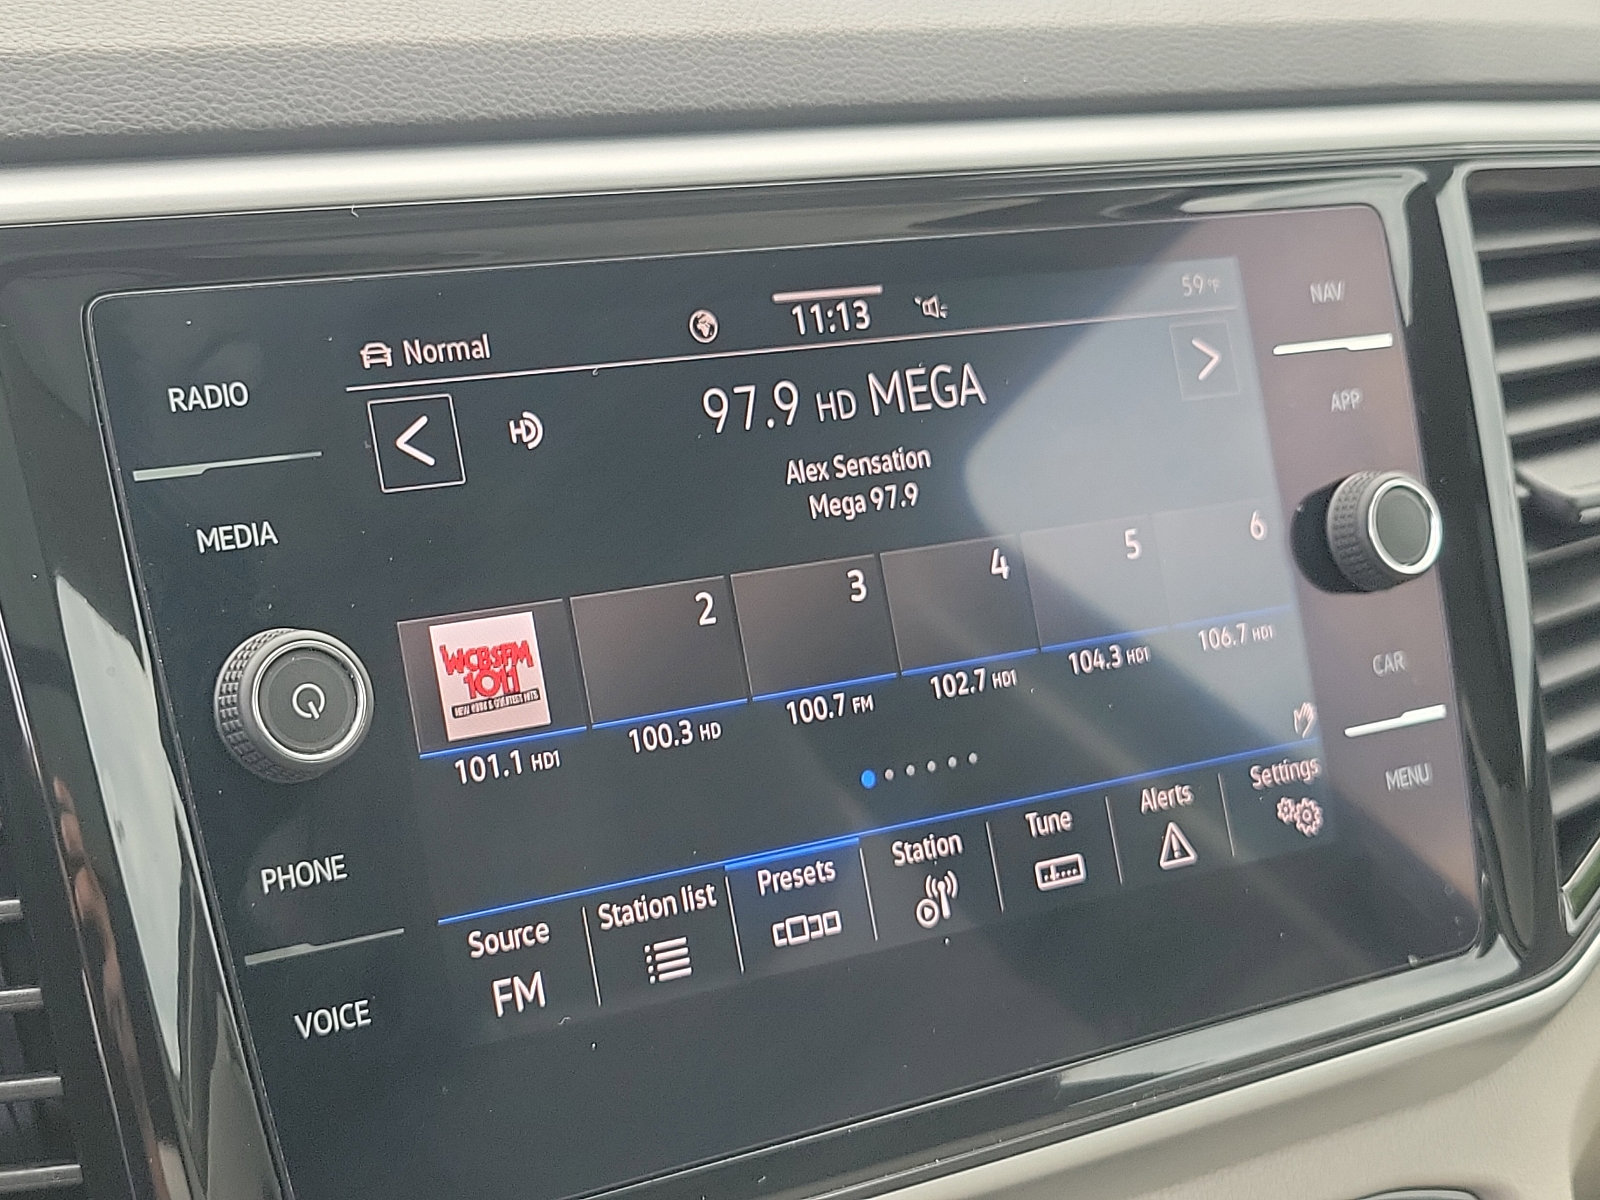 Normal
11:13
59°F
97.9 HD MEGA
HD
Alex Sensation
Mega 97.9
RADIO
MEDIA
PHONE
VOICE
WCBSFM
101.1
2
3
4
5
6
101.1 HD1
100.3 HD
100.7 FM
102.7 HD1
104.3 HD1
106.7 HD1
Source
FM
Station list
Presets
Station
Tune
Alerts
Settings
NAV
APP
CAR
MENU